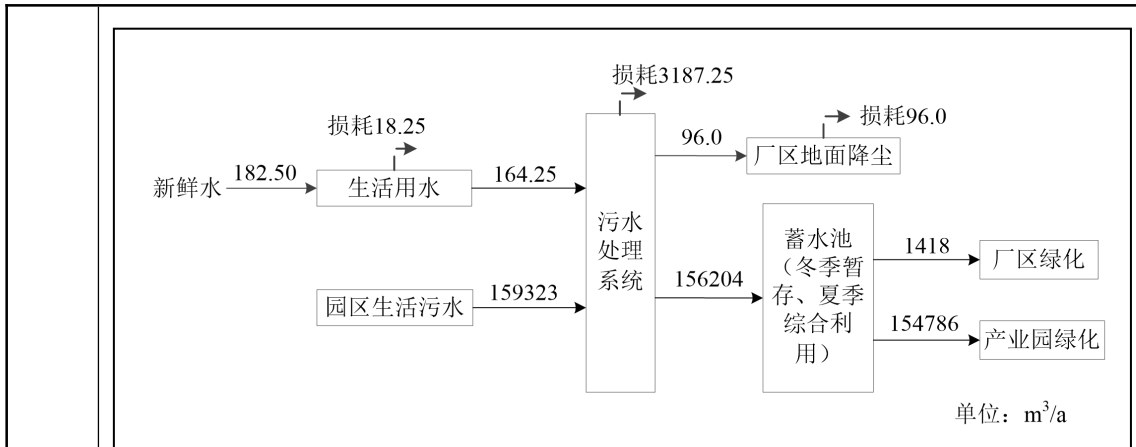 损耗3187.25
损耗18.25
96.0
损耗96.0
厂区地面降尘
新鲜水
182.50
生活用水
164.25
污水
处理
系统
园区生活污水
159323
156204
蓄水池
（冬季暂
存、夏季
综合利
用）
1418
厂区绿化
154786
产业园绿化
单位：m³/a